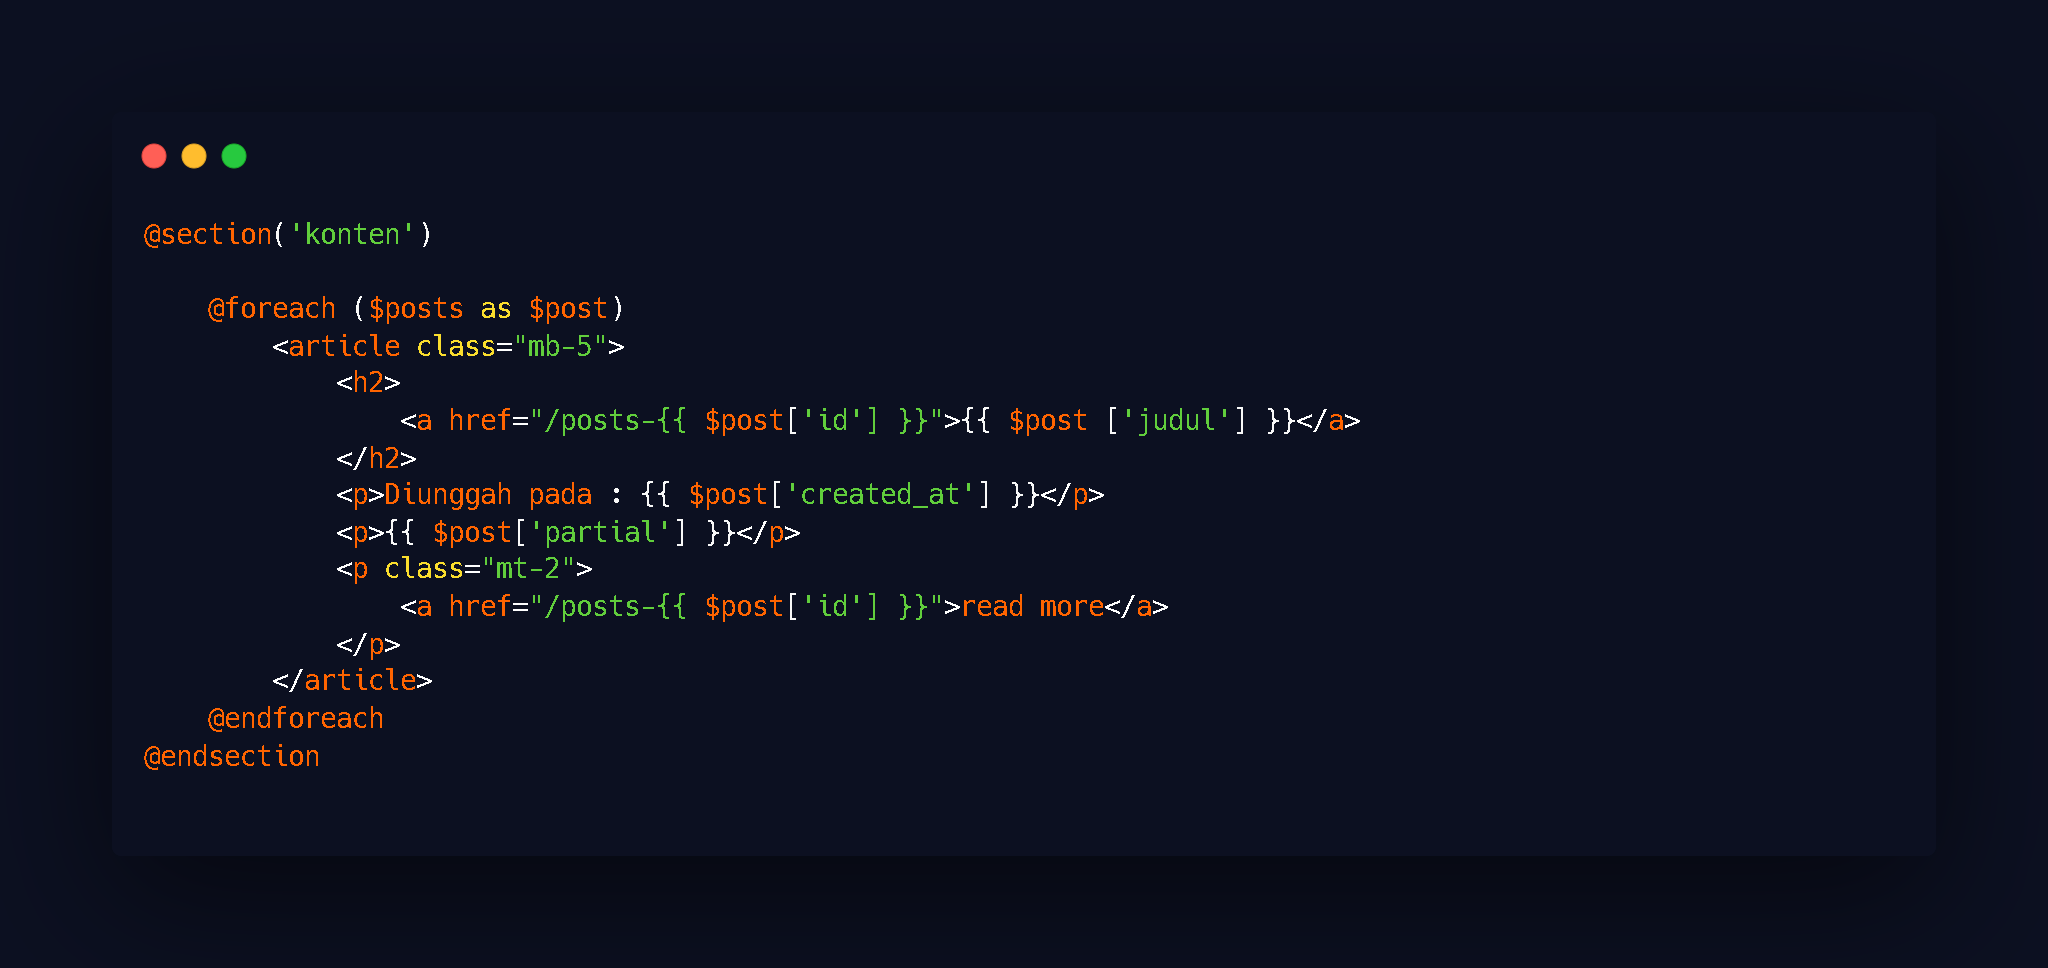 @section('konten')
@foreach ($posts as $post)
<article class="mb-5">
<h2>
<a href="/posts-{{ $post['id'] }}">{{ $post ['judul'] }}</a>
</h2>
<p>Diunggah pada : {{ $post['created_at'] }}</p>
<p>{{ $post['partial'] }}</p>
<p class="mt-2">
<a href="/posts-{{ $post['id'] }}">read more</a>
</p>
</article>
@endforeach
@endsection